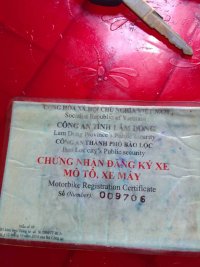 CỘNG HÒA XÃ HỘI CHỦ NGHĨA VIỆT NAM
Socialist Republic of Vietnam
CÔNG AN TỈNH LÂM ĐỒNG
Lam Dong Province's Public security
CÔNG AN THÀNH PHỐ BẢO LỘC
Bao Loc city's Public security
CHỨNG NHẬN ĐĂNG KÝ XE
MÔ TÔ, XE MÁY
Motorbike Registration Certificate
Số (Number): 009706